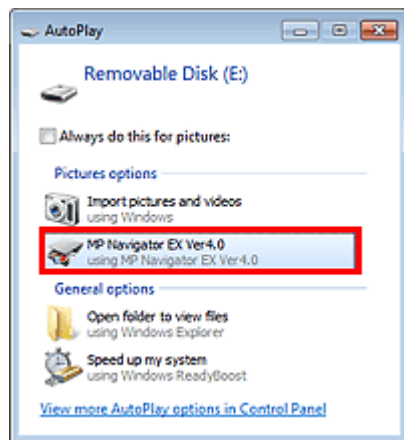 AutoPlay
Removable Disk (E:)
Always do this for pictures:
Pictures options
Import pictures and videos
using Windows
MP Navigator EX Ver4.0
using MP Navigator EX Ver4.0
General options
Open folder to view files
using Windows Explorer
Speed up my system
using Windows ReadyBoost
View more AutoPlay options in Control Panel